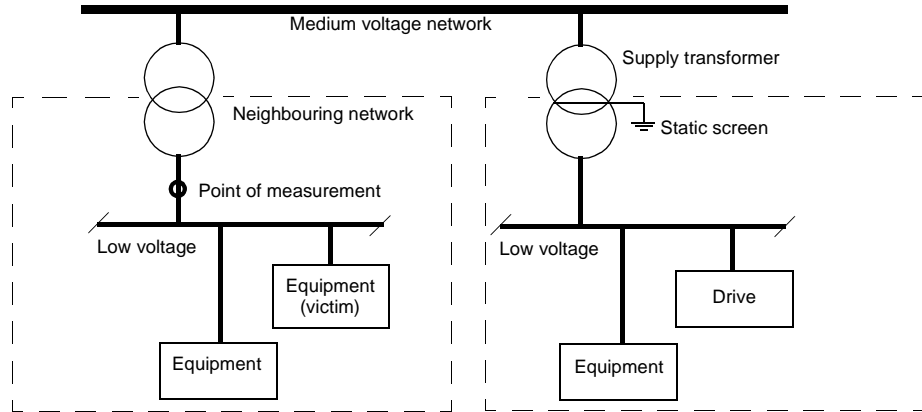 Medium voltage network
Supply transformer
Neighbouring network
Static screen
Point of measurement
Low voltage
Low voltage
Equipment
(victim)
Drive
Equipment
Equipment